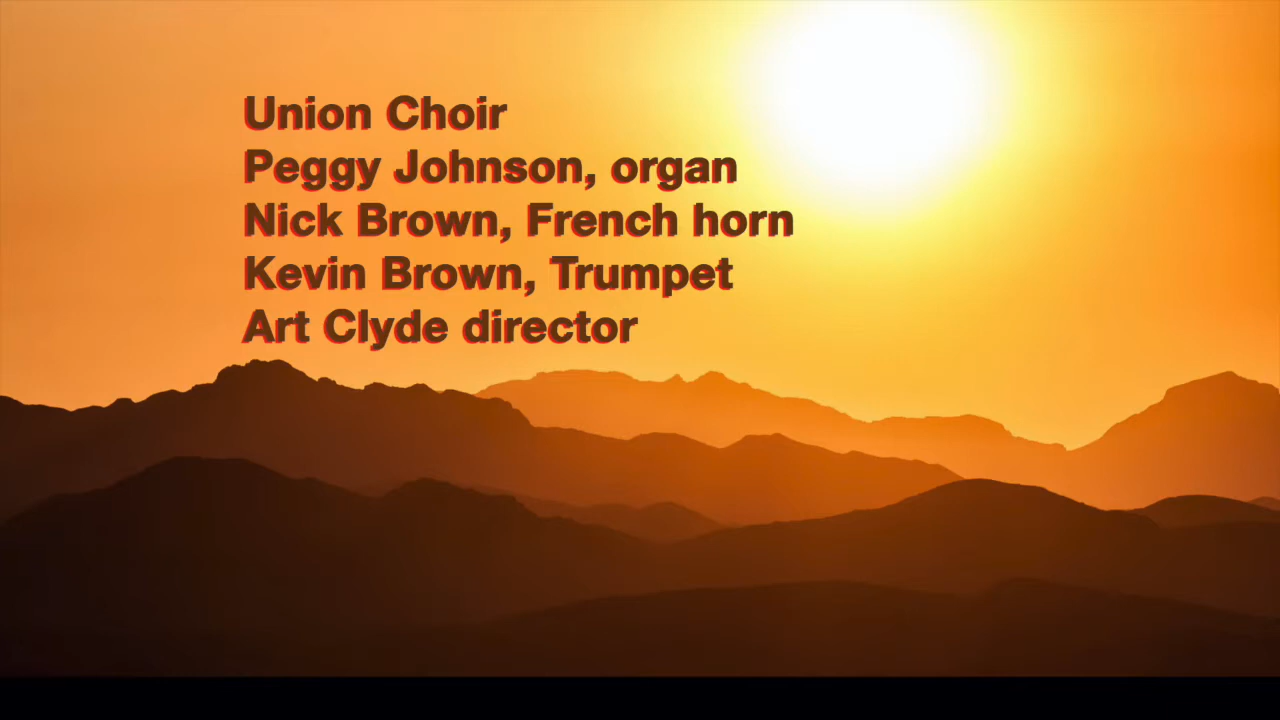 Union Choir
Peggy Johnson, organ
Nick Brown, French horn
Kevin Brown, Trumpet
Art Clyde director